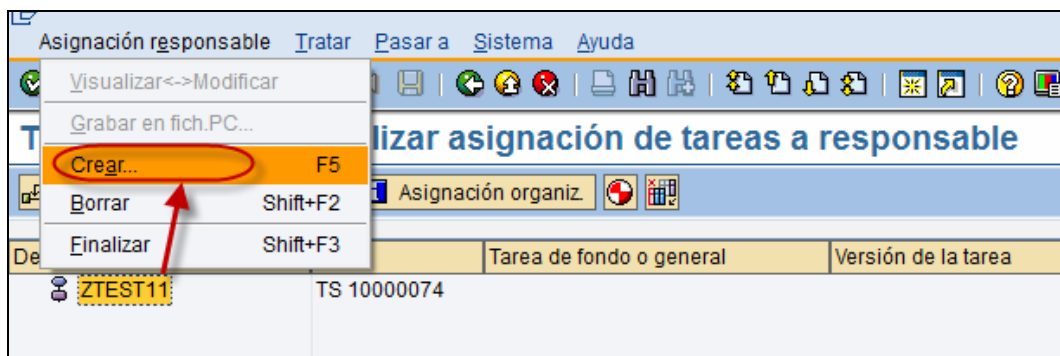 Asignación responsable Tratar Pasar a Sistema Ayuda
Visualizar<->Modificar
Grabar en fich.PC...
T lizar asignación de tareas a responsable
Crear... F5
Asignación organiz.
Borrar Shift+F2
Finalizar Shift+F3
De Tarea de fondo o general Versión de la tarea
ZTEST11 TS 10000074